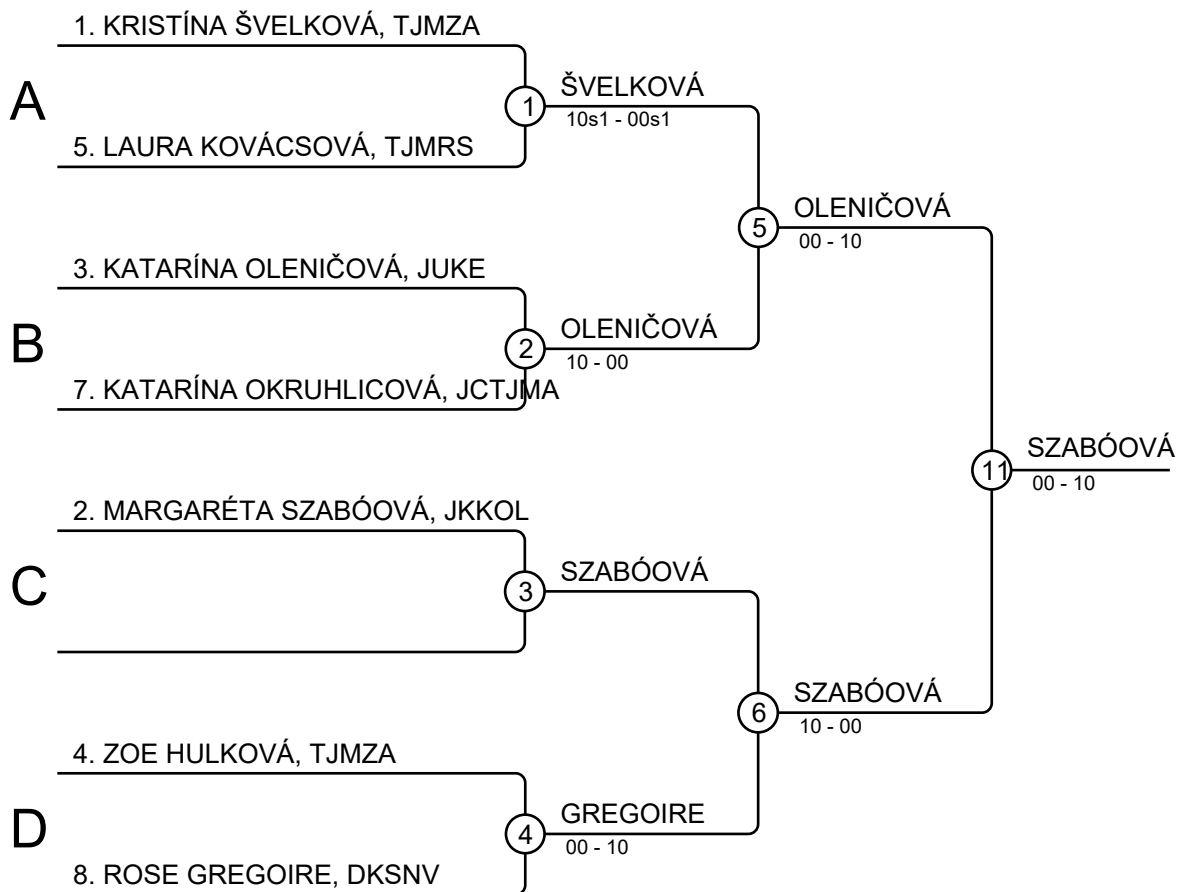 1. KRISTÍNA ŠVELKOVÁ, TJMZA
A
1
ŠVELKOVÁ
10s1 - 00s1
5. LAURA KOVÁCSOVÁ, TJMRS
5
OLENIČOVÁ
00 - 10
3. KATARÍNA OLENIČOVÁ, JUKE
B
2
OLENIČOVÁ
10 - 00
7. KATARÍNA OKRUHLICOVÁ, JCTJMA
11
SZABÓOVÁ
00 - 10
2. MARGARÉTA SZABÓOVÁ, JKKOL
C
3
SZABÓOVÁ
6
SZABÓOVÁ
10 - 00
4. ZOE HULKOVÁ, TJMZA
D
4
GREGOIRE
00 - 10
8. ROSE GREGOIRE, DKSNV